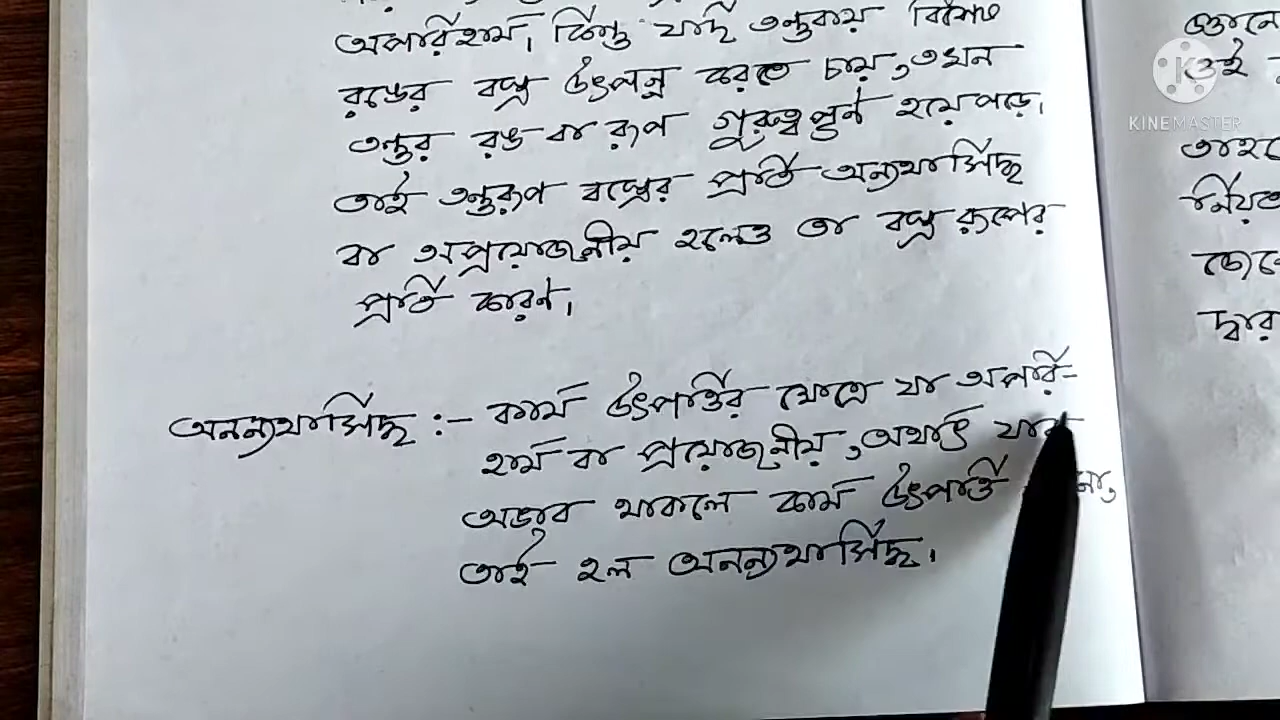 অপরিহার্য। কিন্তু যদি তন্তুবায় বিশেষ
রঙের বস্ত্র উৎপন্ন করতে চায়, তখন
তন্তুর রঙ বা রূপ গুরুত্বপূর্ণ হয়ে পড়ে।
তাই তন্তুরূপ বস্ত্রের প্রতি অন্যথাসিদ্ধ
বা অপ্রয়োজনীয় হলেও তা বস্ত্র রূপের
প্রতি কারণ।
অনন্যথাসিদ্ধ :- কার্য উৎপত্তির ক্ষেত্রে যা অপরি-
হার্য বা প্রয়োজনীয়, অর্থাৎ যার
অভাব থাকলে কার্য উৎপত্তি না,
তাই হল অনন্যথাসিদ্ধ।
তাই
দ্বার
KINEMASTER